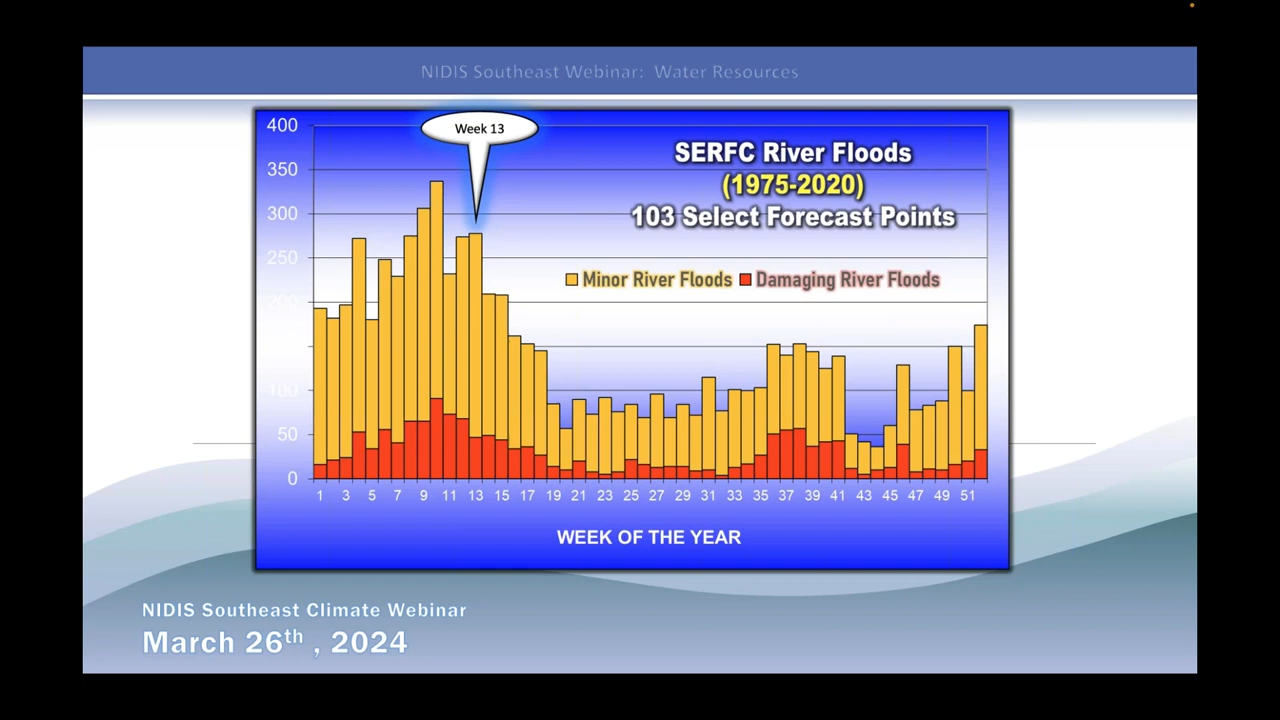 NIDIS Southeast Webinar: Water Resources
400
350
300
250
200
100
50
0
Week 13
SERFC River Floods
(1975-2020)
103 Select Forecast Points
Minor River Floods Damaging River Floods
1 3 5 7 9 11 13 15 17 19 21 23 25 27 29 31 33 35 37 39 41 43 45 47 49 51
WEEK OF THE YEAR
NIDIS Southeast Climate Webinar
March 26th , 2024